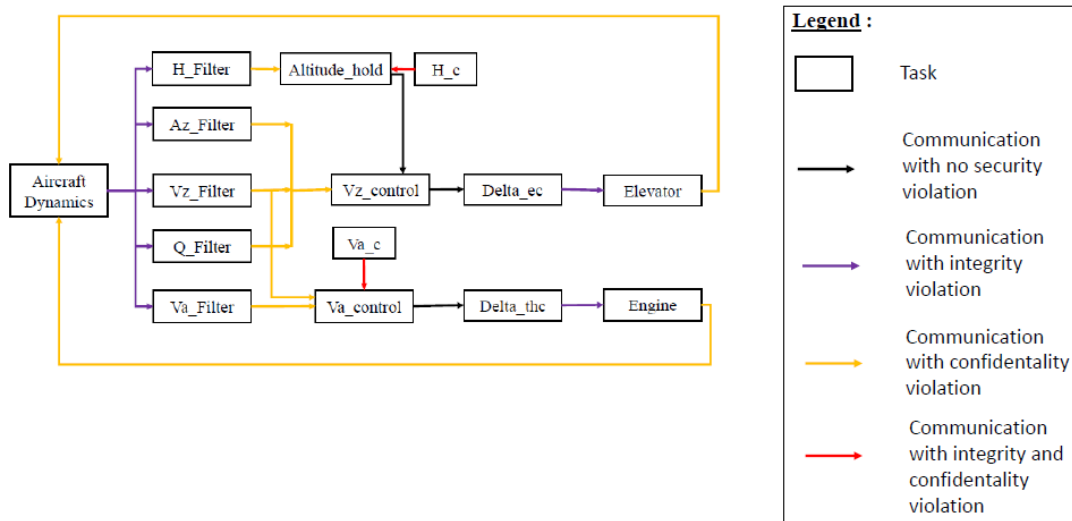 H_Filter
Altitude_hold
H_c
Az_Filter
Aircraft
Dynamics
Vz_Filter
Vz_control
Delta_ec
Elevator
Q_Filter
Va_c
Va_Filter
Va_control
Delta_thc
Engine
Legend :
Task
Communication
with no security
violation
Communication
with integrity
violation
Communication
with confidentality
violation
Communication
with integrity and
confidentality
violation